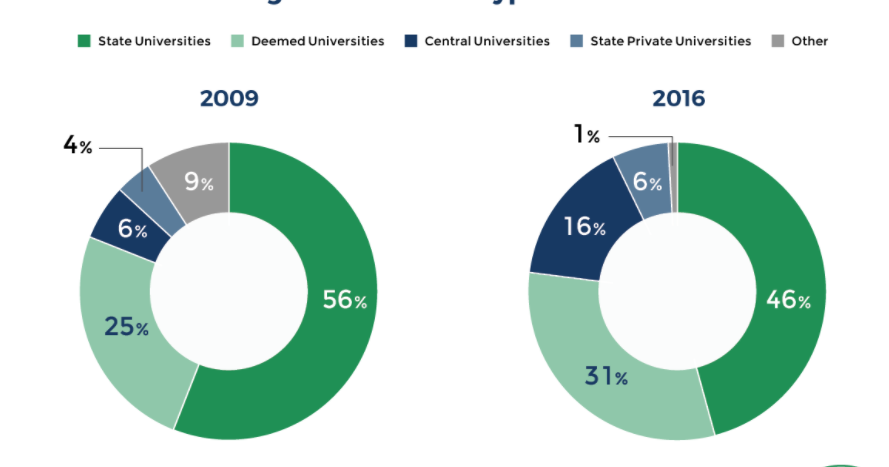 State Universities
Deemed Universities
Central Universities
State Private Universities
Other
2009
4%
9%
6%
56%
25%
2016
1%
6%
16%
46%
31%